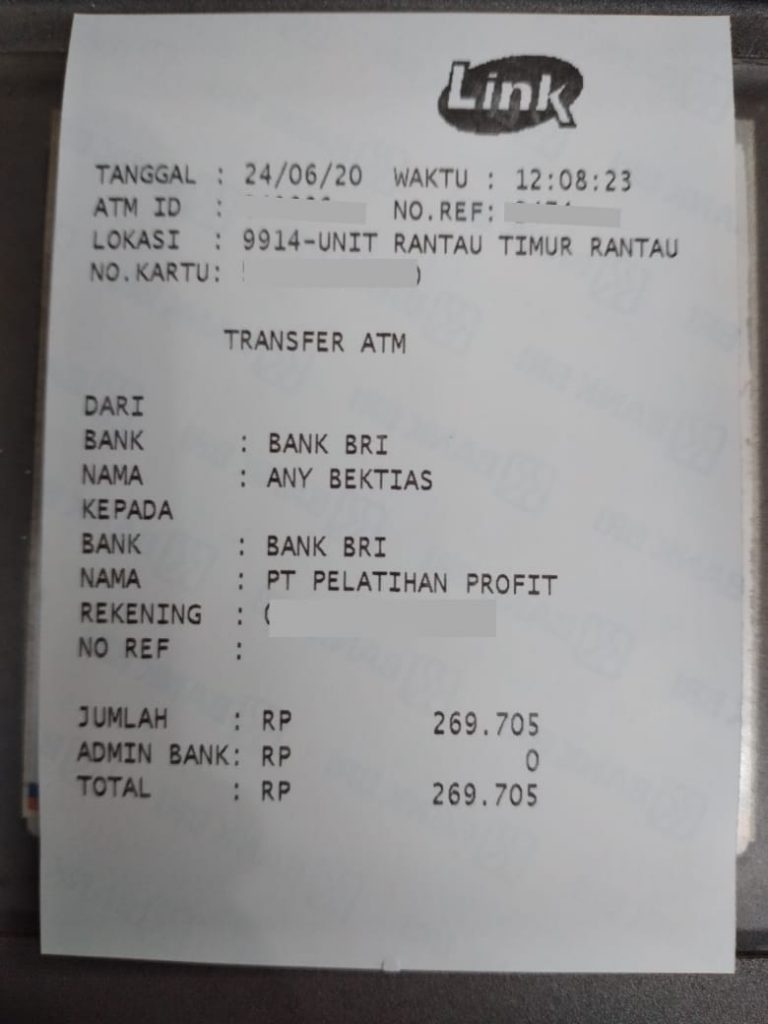 Link
TANGGAL : 24/06/20 WAKTU : 12:08:23
ATM ID : NO.REF:
LOKASI : 9914-UNIT RANTAU TIMUR RANTAU
NO.KARTU:
TRANSFER ATM
DARI
BANK : BANK BRI
NAMA : ANY BEKTIAS
KEPADA
BANK : BANK BRI
NAMA : PT PELATIHAN PROFIT
REKENING :
NO REF :
JUMLAH : RP 269.705
ADMIN BANK: RP 0
TOTAL : RP 269.705